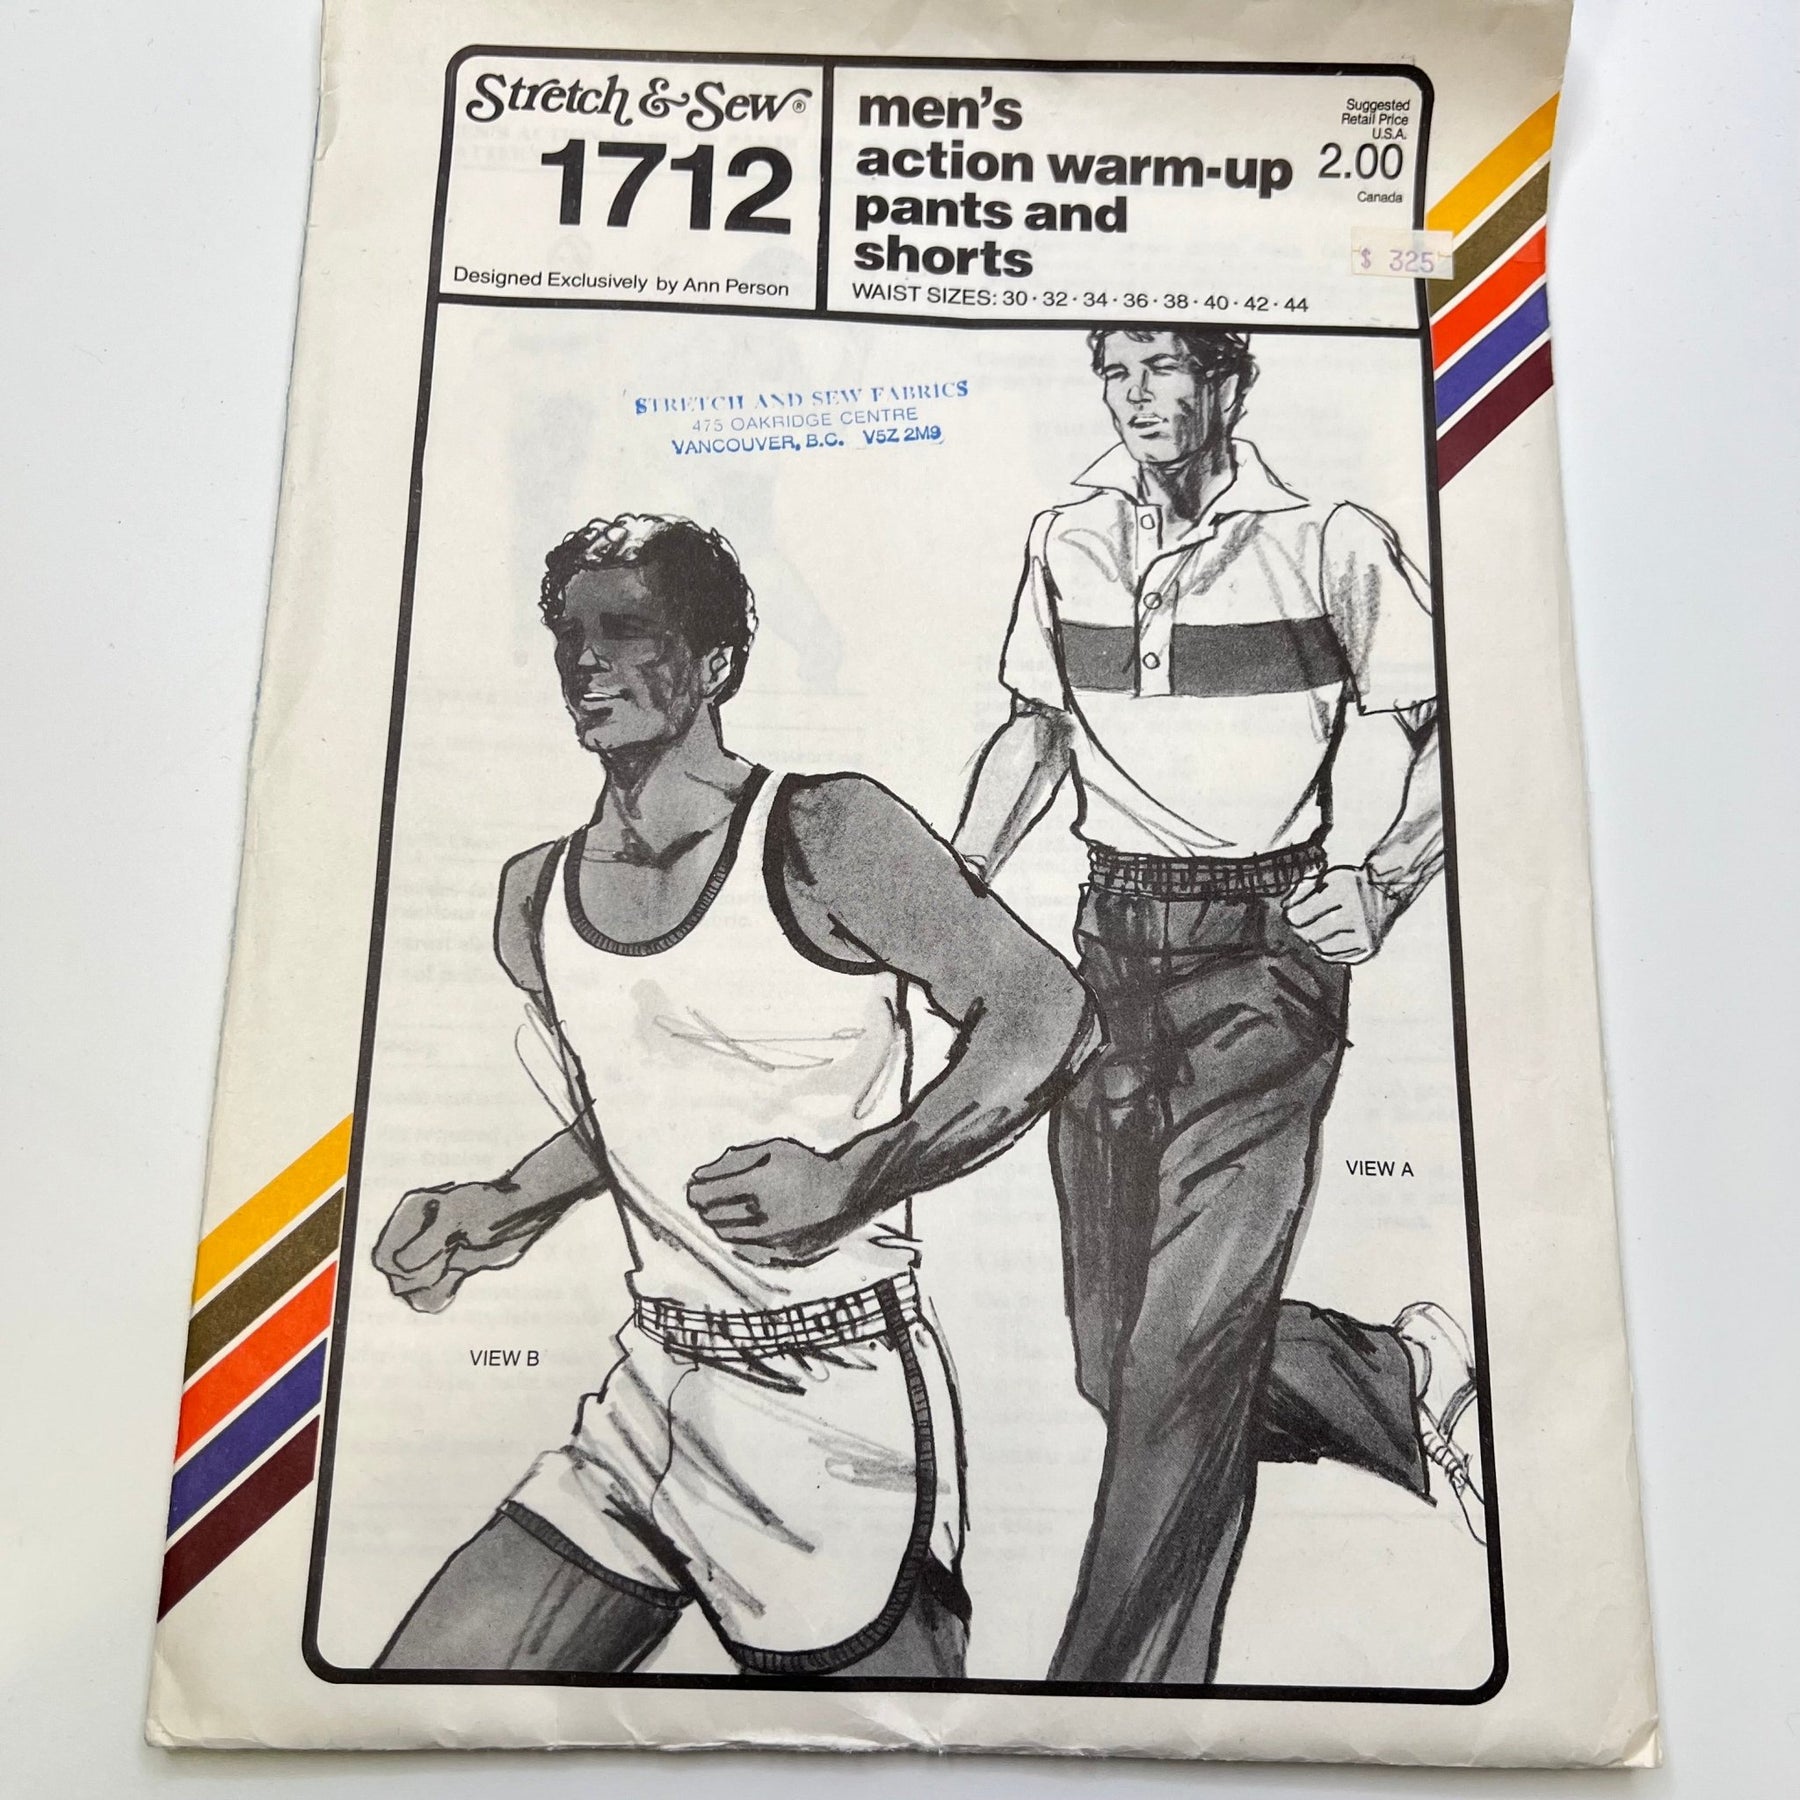 Stretch & Sew®
1712
Designed Exclusively by Ann Person
men's
action warm-up
pants and
shorts
WAIST SIZES: 30 · 32 · 34 · 36 · 38 · 40 · 42 · 44
Suggested
Retail Price
U.S.A.
2.00
Canada
$ 325
STRETCH AND SEW FABRICS
475 OAKRIDGE CENTRE
VANCOUVER, B.C. V5Z 2M9
VIEW A
VIEW B